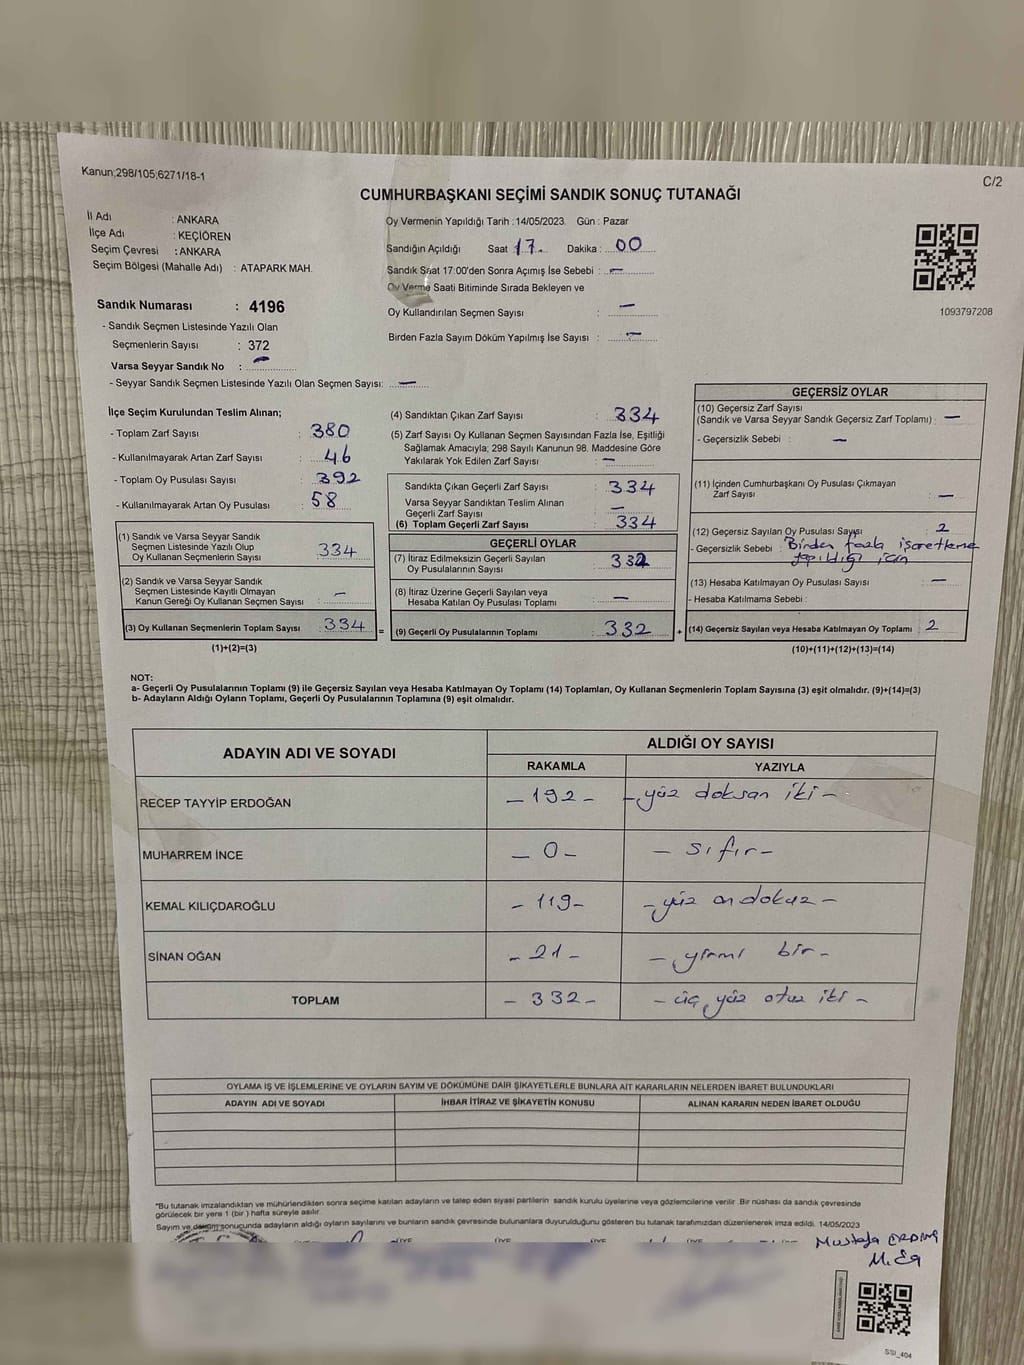 Kanun;298/105;6271/18-1
C/2
CUMHURBAŞKANI SEÇİMİ SANDIK SONUÇ TUTANAĞI
İl Adı : ANKARA
İlçe Adı : KEÇİÖREN
Seçim Çevresi : ANKARA
Seçim Bölgesi (Mahalle Adı) : ATAPARK MAH.
Sandık Numarası : 4196
- Sandık Seçmen Listesinde Yazılı Olan
Seçmenlerin Sayısı : 372
Varsa Seyyar Sandık No : —
- Seyyar Sandık Seçmen Listesinde Yazılı Olan Seçmen Sayısı: —
Oy Vermenin Yapıldığı Tarih :14/05/2023. Gün : Pazar
Sandığın Açıldığı Saat 17. Dakika : 00
Sandık Saat 17:00'den Sonra Açımış İse Sebebi : —
Oy Verme Saati Bitiminde Sırada Bekleyen ve
Oy Kullandırılan Seçmen Sayısı : —
Birden Fazla Sayım Döküm Yapılmış İse Sayısı : —
1093797208
İlçe Seçim Kurulundan Teslim Alınan;
- Toplam Zarf Sayısı : 380
- Kullanılmayarak Artan Zarf Sayısı : 46
- Toplam Oy Pusulası Sayısı : 392
- Kullanılmayarak Artan Oy Pusulası : 58
(1) Sandık ve Varsa Seyyar Sandık
Seçmen Listesinde Yazılı Olup
Oy Kullanan Seçmenlerin Sayısı : 334
(2) Sandık ve Varsa Seyyar Sandık
Seçmen Listesinde Kayıtlı Olmayan
Kanun Gereği Oy Kullanan Seçmen Sayısı : —
(3) Oy Kullanan Seçmenlerin Toplam Sayısı : 334 =
(1)+(2)=(3)
(4) Sandıktan Çıkan Zarf Sayısı : 334
(5) Zarf Sayısı Oy Kullanan Seçmen Sayısından Fazla İse, Eşitliği
Sağlamak Amacıyla; 298 Sayılı Kanunun 98. Maddesine Göre
Yakılarak Yok Edilen Zarf Sayısı : —
Sandıkta Çıkan Geçerli Zarf Sayısı : 334
Varsa Seyyar Sandıktan Teslim Alınan
Geçerli Zarf Sayısı : —
(6) Toplam Geçerli Zarf Sayısı : 334
GEÇERLİ OYLAR
(7) İtiraz Edilmeksizin Geçerli Sayılan
Oy Pusulalarının Sayısı : 332
(8) İtiraz Üzerine Geçerli Sayılan veya
Hesaba Katılan Oy Pusulası Toplamı : —
(9) Geçerli Oy Pusulalarının Toplamı : 332 +
GEÇERSİZ OYLAR
(10) Geçersiz Zarf Sayısı
(Sandık ve Varsa Seyyar Sandık Geçersiz Zarf Toplamı) : —
- Geçersizlik Sebebi : —
(11) İçinden Cumhurbaşkanı Oy Pusulası Çıkmayan
Zarf Sayısı : —
(12) Geçersiz Sayılan Oy Pusulası Sayısı : 2
- Geçersizlik Sebebi : Birden fazla işaretleme
yapıldığı için
(13) Hesaba Katılmayan Oy Pusulası Sayısı : —
- Hesaba Katılmama Sebebi :
(14) Geçersiz Sayılan veya Hesaba Katılmayan Oy Toplamı : 2
(10)+(11)+(12)+(13)=(14)
NOT:
a- Geçerli Oy Pusulalarının Toplamı (9) ile Geçersiz Sayılan veya Hesaba Katılmayan Oy Toplamı (14) Toplamları, Oy Kullanan Seçmenlerin Toplam Sayısına (3) eşit olmalıdır. (9)+(14)=(3)
b- Adayların Aldığı Oyların Toplamı, Geçerli Oy Pusulalarının Toplamına (9) eşit olmalıdır.
ADAYIN ADI VE SOYADI ALDIĞI OY SAYISI
RAKAMLA YAZIYLA
RECEP TAYYİP ERDOĞAN – 192 – – yüz doksan iki –
MUHARREM İNCE – 0 – – sıfır –
KEMAL KILIÇDAROĞLU – 119 – – yüz on dokuz –
SİNAN OĞAN – 21 – – yirmi bir –
TOPLAM – 332 – – üç yüz otuz iki –
OYLAMA İŞ VE İŞLEMLERİNE VE OYLARIN SAYIM VE DÖKÜMÜNE DAİR ŞİKAYETLERLE BUNLARA AİT KARARLARIN NELERDEN İBARET BULUNDUKLARI
ADAYIN ADI VE SOYADI İHBAR İTİRAZ VE ŞİKAYETİN KONUSU ALINAN KARARIN NEDEN İBARET OLDUĞU
*Bu tutanak imzalandıktan ve mühürlendikten sonra seçime katılan adayların ve talep eden siyasi partilerin sandık kurulu üyelerine veya gözlemcilerine verilir. Bir nüshası da sandık çevresinde
görülecek bir yere 1 (bir ) hafta süreyle asılır.
Sayım ve döküm sonuçunda adayların aldığı oyların sayılarını ve bunların sandık çevresinde bulunanlara duyurulduğunu gösteren bu tutanak tarafımızdan düzenlenerek imza edildi. 14/05/2023
Mustafa
SSI_404